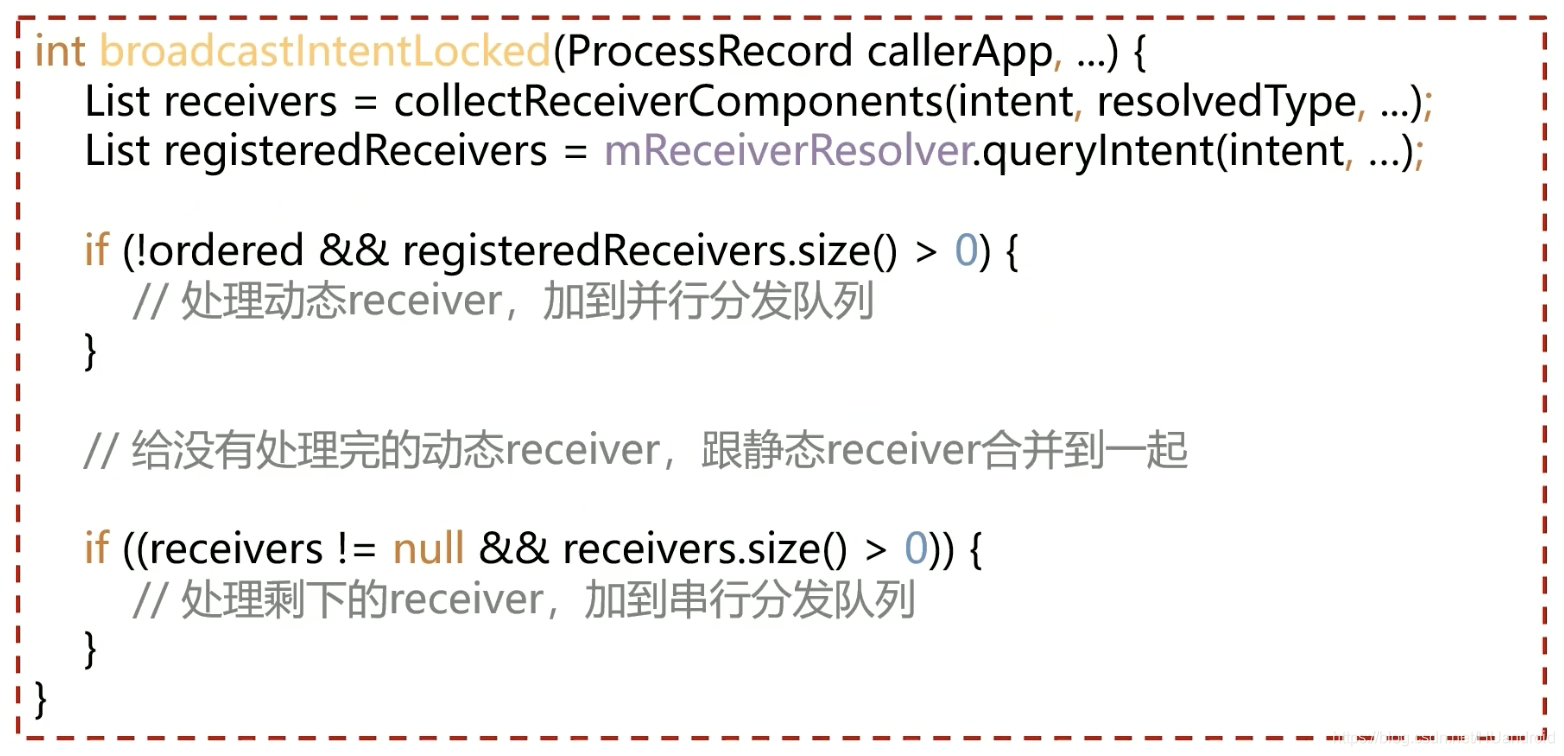 int broadcastIntentLocked(ProcessRecord callerApp, ...) {
List receivers = collectReceiverComponents(intent, resolvedType, ...);
List registeredReceivers = mReceiverResolver.queryIntent(intent, ...);
if (!ordered && registeredReceivers.size() > 0) {
// 处理动态receiver，加到并行分发队列
}
// 给没有处理完的动态receiver，跟静态receiver合并到一起
if ((receivers != null && receivers.size() > 0)) {
// 处理剩下的receiver，加到串行分发队列
}
}